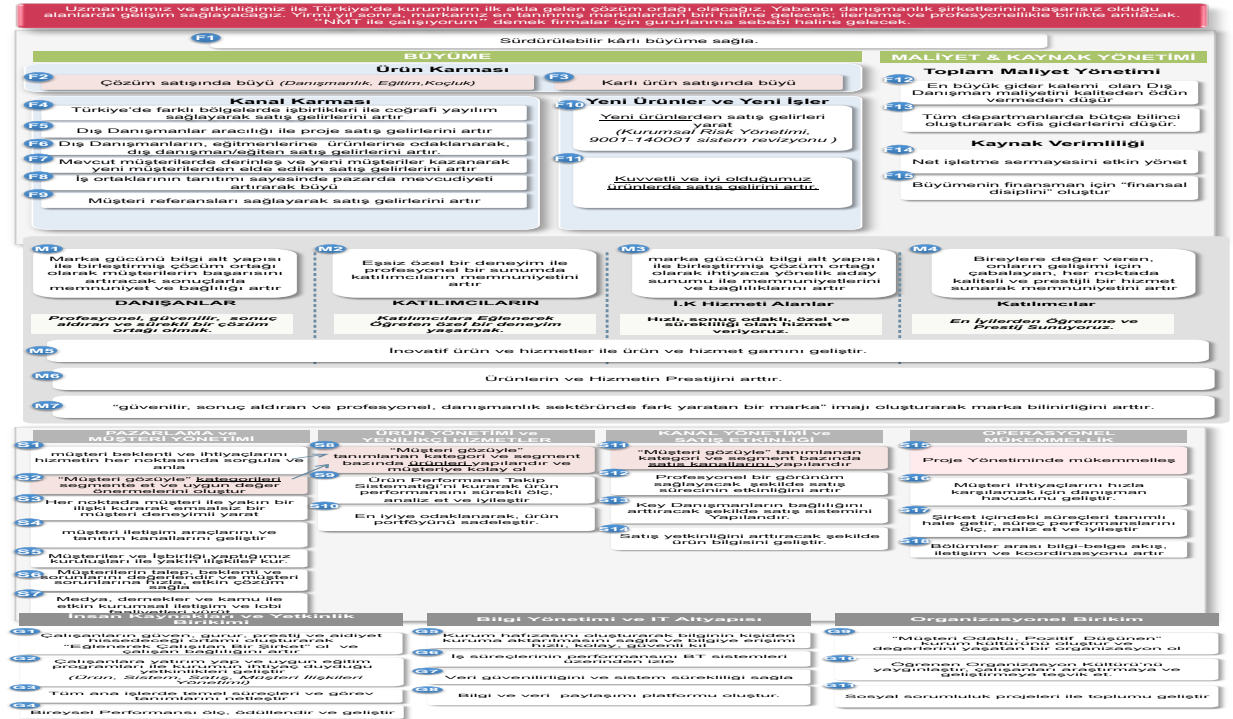 Uzmanlığımız ve etkinliğimiz ile Türkiye'de kurumların ilk akla gelen çözüm ortağı olacağız, Yabancı danışmanlık şirketlerinin başarısız olduğu
alanlarda gelişim sağlayacağız. Yirmi yıl sonra, markamız en tanınmış markalardan biri haline gelecek; ilerleme ve profesyonellikle birlikte anılacak.
"NMT ile çalışıyorum" demek firmalar için gururlanma sebebi haline gelecek.
F1
Sürdürülebilir kârlı büyüme sağla.
BÜYÜME
Ürün Karması
F2
Çözüm satışında büyü (Danışmanlık, Eğitim,Koçluk)
F3
Karlı ürün satışında büyü
Kanal Karması
F4
Türkiye'de farklı bölgelerde işbirlikleri ile coğrafi yayılım
sağlayarak satış gelirlerini artır
F5
Dış Danışmanlar aracılığı ile proje satış gelirlerini artır
F6
Dış Danışmanların, eğitmenlerine ürünlerine odaklanarak,
dış danışman/eğiten satış gelirlerini artır.
F7
Mevcut müşterilerde derinleş ve yeni müşteriler kazanarak
yeni müşterilerden elde edilen satış gelirlerini artır
F8
İş ortaklarının tanıtımı sayesinde pazarda mevcudiyeti
artırarak büyü
F9
Müşteri referansları sağlayarak satış gelirlerini artır
Yeni Ürünler ve Yeni İşler
F10
Yeni ürünlerden satış gelirleri
yarat
(Kurumsal Risk Yönetimi,
9001-140001 sistem revizyonu )
F11
Kuvvetli ve iyi olduğumuz
ürünlerde satış gelirini artır.
MALİYET & KAYNAK YÖNETİMİ
Toplam Maliyet Yönetimi
F12
En büyük gider kalemi olan Dış
Danışman maliyetini kaliteden ödün
vermeden düşür
F13
Tüm departmanlarda bütçe bilinci
oluşturarak ofis giderlerini düşür.
Kaynak Verimliliği
F14
Net işletme sermayesini etkin yönet
F15
Büyümenin finansman için "finansal
disiplini" oluştur
M1
Marka gücünü bilgi alt yapısı
ile birleştirmiş çözüm ortağı
olarak müşterilerin başarısını
artıracak sonuçlarla
memnuyet ve bağlılığı artır
DANIŞANLAR
Profesyonel, güvenilir, sonuç
aldıran ve sürekli bir çözüm
ortağı olmak.
M2
Eşsiz özel bir deneyim ile
profesyonel bir sunumda
katılımcıların memnuniyetini
artır
KATILIMCILARIN
Katılımcılara Eğlenerek
Öğreten özel bir deneyim
yaşatmak.
M3
marka gücünü bilgi alt yapısı
ile birleştirmiş çözüm ortağı
olarak ihtiyaca yönelik aday
sunumu ile memnuniyetlerini
ve bağlılıklarını artır
İ.K Hizmeti Alanlar
Hızlı, sonuç odaklı, özel ve
sürekliliği olan hizmet
veriyoruz.
M4
Bireylere değer veren,
onların gelişimi için
çabalayan, her noktada
kaliteli ve prestijli bir hizmet
sunarak memnuniyetini artır
Katılımcılar
En İyilerden Öğrenme ve
Prestij Sunuyoruz.
M5
İnovatif ürün ve hizmetler ile ürün ve hizmet gamını geliştir.
M6
Ürünlerin ve Hizmetin Prestijini arttır.
M7
"güvenilir, sonuç aldıran ve profesyonel, danışmanlık sektöründe fark yaratan bir marka" imajı oluşturarak marka bilinirliğini arttır.
PAZARLAMA ve
MÜŞTERİ YÖNETİMİ
S1
müşteri beklenti ve ihtiyaçlarını
hizmetin her noktasında sorgula ve
anla
S2
"Müşteri gözüyle" kategorileri
segmente et ve uygun değer
önermelerini oluştur
S3
Her noktada müşteri ile yakın bir
ilişki kurarak emsalsiz bir
müşteri deneyimli yarat
S4
müşteri iletişim araçlarını ve
tanıtım kanallarını geliştir
S5
Müşteriler ve İşbirliği yaptığımız
kuruluşları ile yakın ilişkiler kur.
S6
Müşterilerin talep, beklenti ve
sorunlarını değerlendir ve müşteri
sorunlarına hızla, etkin çözüm
sağla
S7
Medya, dernekler ve kamu ile
etkin kurumsal iletişim ve lobi
faaliyetleri yürüt
ÜRÜN YÖNETİMİ ve
YENİLİKÇİ HİZMETLER
S8
"Müşteri gözüyle"
tanımlanan kategori ve segment
bazında ürünleri yapılandır ve
müşteriye kolay ol
S9
Ürün Performans Takip
Sistematiği'ni kurarak ürün
performansını sürekli ölç,
analiz et ve iyileştir
S10
En iyiye odaklanarak, ürün
portföyünü sadeleştir.
KANAL YÖNETİMİ ve
SATIŞ ETKİNLİĞİ
S11
"Müşteri gözüyle" tanımlanan
kategori ve segment bazında
satış kanallarını yapılandır
S12
Profesyonel bir görünüm
sağlayacak şekilde satış
sürecinin etkinliğini artır
S13
Key Danışmanların bağlılığını
arttıracak şekilde satış sistemini
Yapılandır.
S14
Satış yetkinliğini arttıracak şekilde
ürün bilgisini geliştir.
OPERASYONEL
MÜKEMMELLİK
S15
Proje Yönetiminde mükemmelleş
S16
Müşteri ihtiyaçlarını hızla
karşılamak için danışman
havuzunu geliştir.
S17
Şirket içindeki süreçleri tanımlı
hale getir, süreç performanslarını
ölç, analiz et ve iyileştir
S18
Bölümler arası bilgi-belge akış,
iletişim ve koordinasyonu artır
İnsan Kaynakları ve Yetkinlik
Birikimi
G1
Çalışanların güven, gurur, prestij ve aidiyet
hissedeceği ortamı oluşturarak
"Eğlenerek Çalışılan Bir Şirket" ol ve
çalışan bağlılığını artır
G2
Çalışanlara yatırım yap ve uygun eğitim
programları ile kurumun ihtiyaç duyduğu
yetkinlikleri geliştir
(Ürün, Sistem, Satış, Müşteri İlişkileri
Yönetimi)
G3
Tüm ana işlerde temel süreçleri ve görev
tanımlarını netleştir
G4
Bireysel Performansı ölç, ödüllendir ve geliştir
Bilgi Yönetimi ve IT Altyapısı
G5
Kurum hafızasını oluşturarak bilginin kişiden
kuruma aktarılmasını sağla ve bilgiye erişimi
hızlı, kolay, güvenli kıl
G6
İş süreçlerinin performansını BT sistemleri
üzerinden izle
G7
Veri güvenilirliğini ve sistem sürekliliği sağla
G8
Bilgi ve veri paylaşımı platformu oluştur.
Organizasyonel Birikim
G9
"Müşteri Odaklı, Pozitif Düşünen"
kurum kültürünü oluştur ve
değerlerini yaşatan bir organizasyon ol
G10
Öğrenen Organizasyon Kültürü'nü
yaygınlaştır, çalışanları araştırmaya ve
geliştirmeye teşvik et.
G11
Sosyal sorumluluk projeleri ile toplumu geliştir